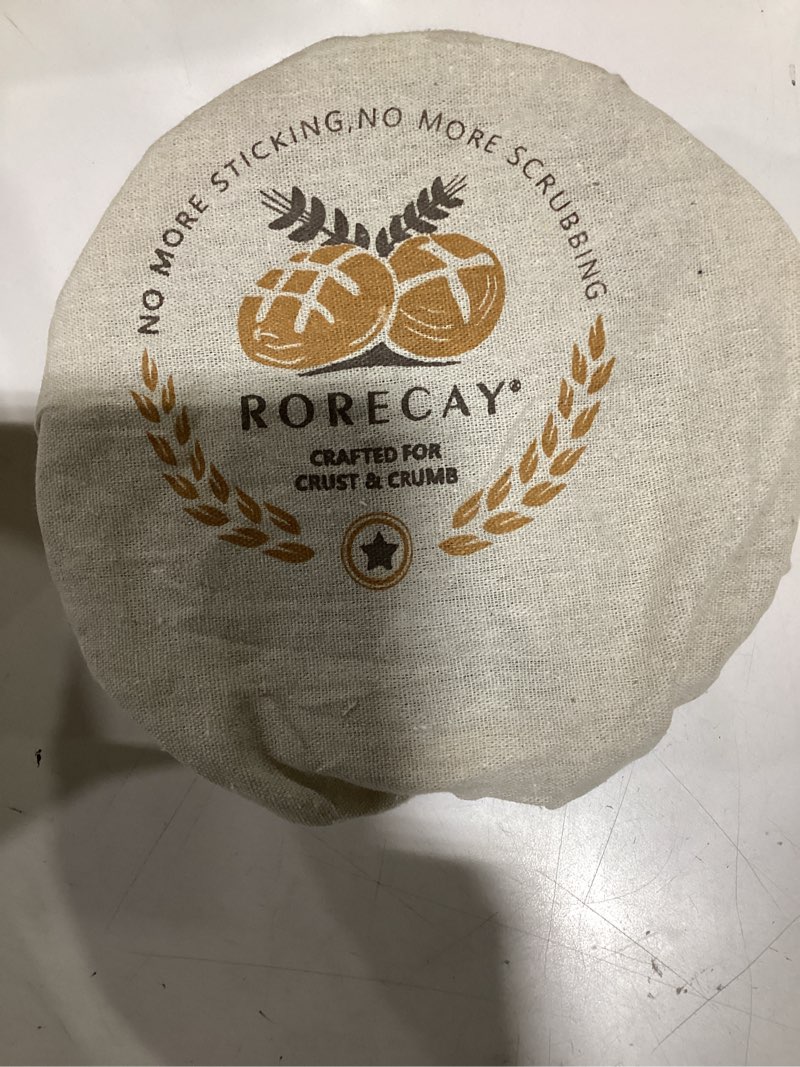 NO MORE STICKING,NO MORE SCRUBBING
RORECAY®
CRAFTED FOR
CRUST & CRUMB